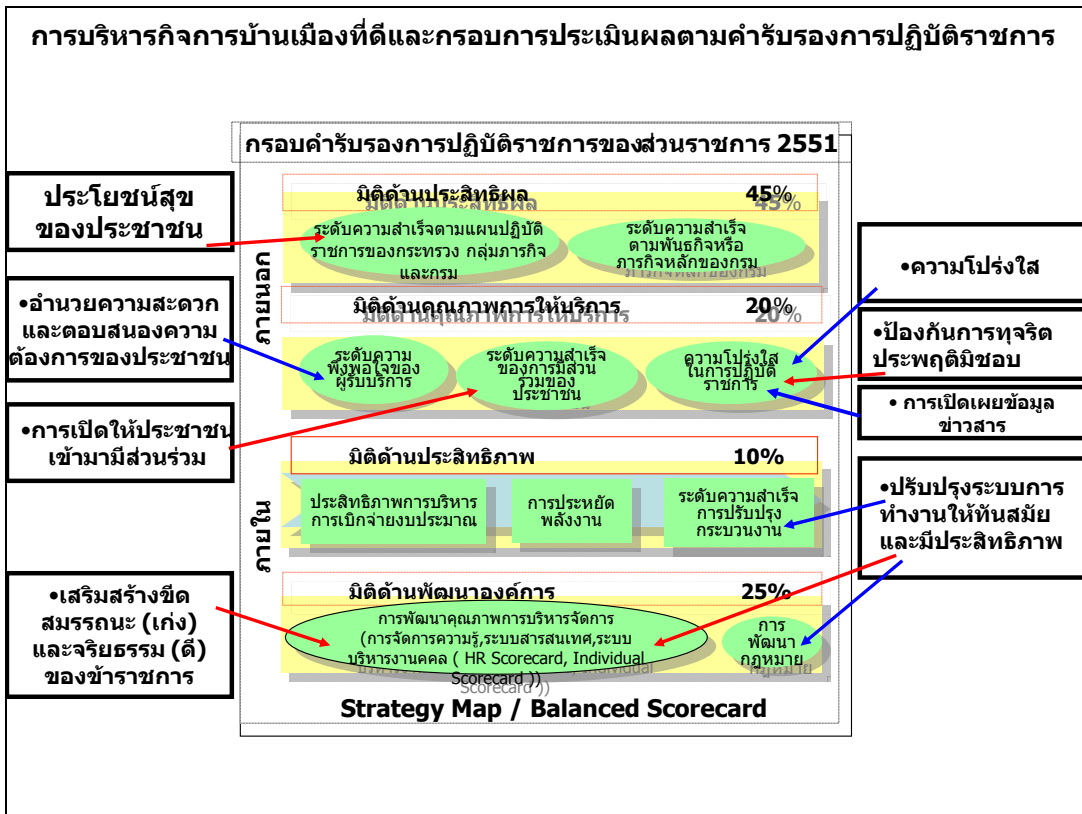 การบริหารกิจการบ้านเมืองที่ดีและกรอบการประเมินผลตามคำรับรองการปฏิบัติราชการ
กรอบคำรับรองการปฏิบัติราชการของส่วนราชการ 2551
ประโยชน์สุข
ของประชาชน
•อำนวยความสะดวก
และตอบสนองความ
ต้องการของประชาชน
•การเปิดให้ประชาชน
เข้ามามีส่วนร่วม
•เสริมสร้างขีด
สมรรถนะ (เก่ง)
และจริยธรรม (ดี)
ของข้าราชการ
ภายนอก
ภายใน
มิติด้านประสิทธิผล 45%
ระดับความสำเร็จตามแผนปฏิบัติ
ราชการของกระทรวง กลุ่มภารกิจ
และกรม
ระดับความสำเร็จ
ตามพันธกิจหรือ
ภารกิจหลักของกรม
มิติด้านคุณภาพการให้บริการ 20%
ระดับความ
พึงพอใจของ
ผู้รับบริการ
ระดับความสำเร็จ
ของการมีส่วน
ร่วมของ
ประชาชน
ความโปร่งใส
ในการปฏิบัติ
ราชการ
มิติด้านประสิทธิภาพ 10%
ประสิทธิภาพการบริหาร
การเบิกจ่ายงบประมาณ
การประหยัด
พลังงาน
ระดับความสำเร็จ
การปรับปรุง
กระบวนงาน
มิติด้านพัฒนาองค์การ 25%
การพัฒนาคุณภาพการบริหารจัดการ
(การจัดการความรู้,ระบบสารสนเทศ,ระบบ
บริหารงานคคล ( HR Scorecard, Individual
Scorecard ))
การ
พัฒนา
กฎหมาย
Strategy Map / Balanced Scorecard
•ความโปร่งใส
•ป้องกันการทุจริต
ประพฤติมิชอบ
• การเปิดเผยข้อมูล
ข่าวสาร
•ปรับปรุงระบบการ
ทำงานให้ทันสมัย
และมีประสิทธิภาพ